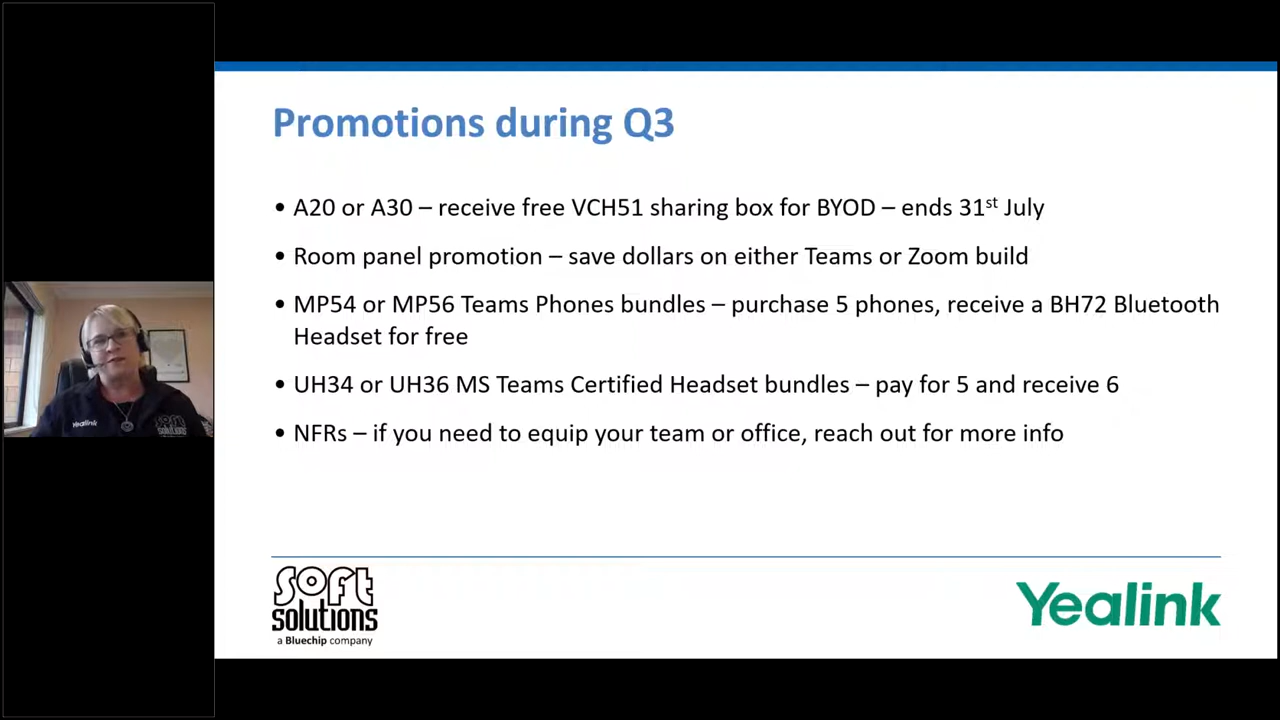 Promotions during Q3
• A20 or A30 – receive free VCH51 sharing box for BYOD – ends 31st July
• Room panel promotion – save dollars on either Teams or Zoom build
• MP54 or MP56 Teams Phones bundles – purchase 5 phones, receive a BH72 Bluetooth
Headset for free
• UH34 or UH36 MS Teams Certified Headset bundles – pay for 5 and receive 6
• NFRs – if you need to equip your team or office, reach out for more info
Yealink
soft
solutions
a Bluechip company
Yealink